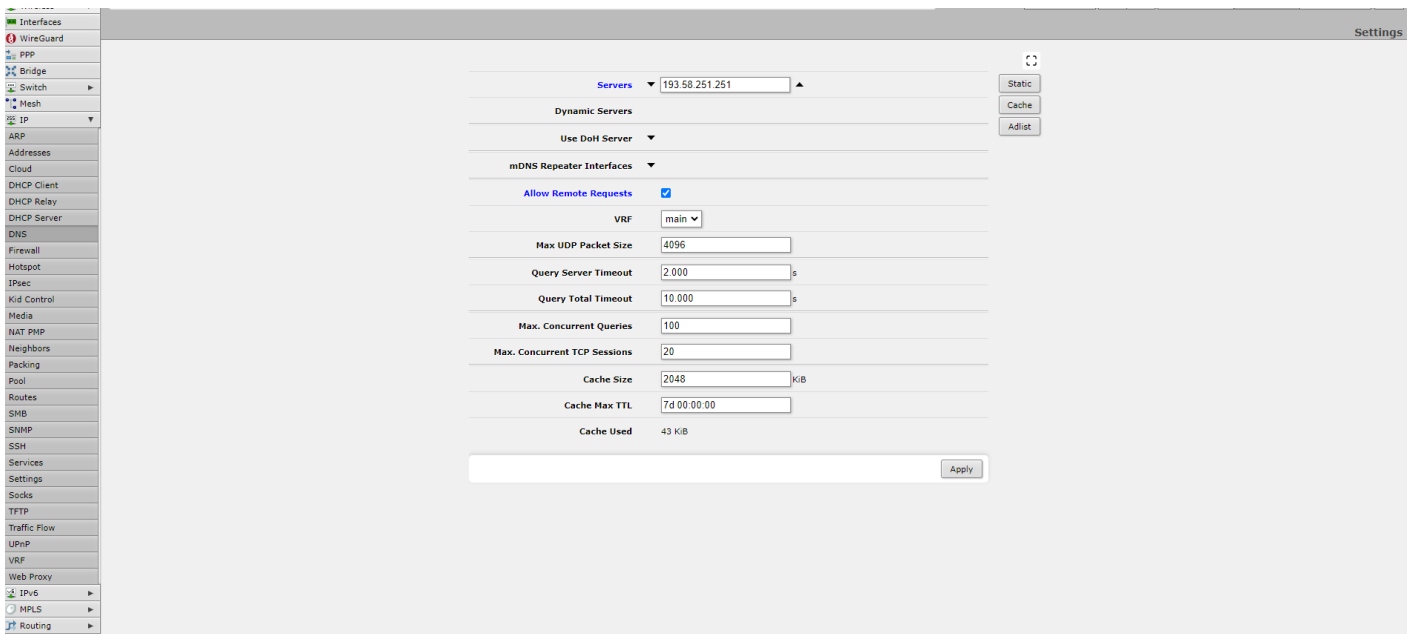 Interfaces
WireGuard
PPP
Bridge
Switch
Mesh
IP
ARP
Addresses
Cloud
DHCP Client
DHCP Relay
DHCP Server
DNS
Firewall
Hotspot
IPsec
Kid Control
Media
NAT PMP
Neighbors
Packing
Pool
Routes
SMB
SNMP
SSH
Services
Settings
Socks
TFTP
Traffic Flow
UPnP
VRF
Web Proxy
IPv6
MPLS
Routing
Settings
Servers 193.58.251.251
Dynamic Servers
Use DoH Server
mDNS Repeater Interfaces
Allow Remote Requests
VRF main
Max UDP Packet Size 4096
Query Server Timeout 2.000 s
Query Total Timeout 10.000 s
Max. Concurrent Queries 100
Max. Concurrent TCP Sessions 20
Cache Size 2048 KiB
Cache Max TTL 7d 00:00:00
Cache Used 43 KiB
Apply
Static
Cache
Adlist